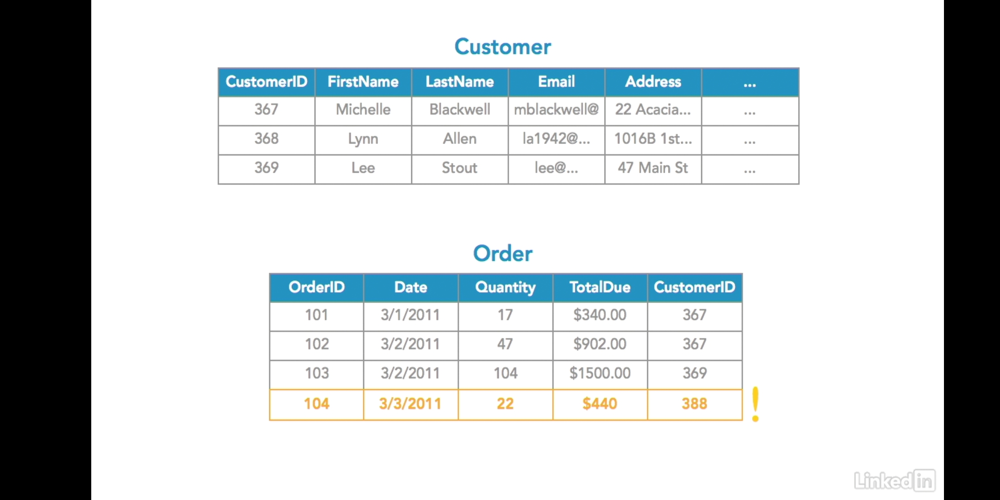 Customer
CustomerID FirstName LastName Email Address ...
367 Michelle Blackwell mblackwell@ 22 Acacia... ...
368 Lynn Allen la1942@... 1016B 1st... ...
369 Lee Stout lee@... 47 Main St ...
Order
OrderID Date Quantity TotalDue CustomerID
101 3/1/2011 17 $340.00 367
102 3/2/2011 47 $902.00 367
103 3/2/2011 104 $1500.00 369
104 3/3/2011 22 $440 388 !
Linked in